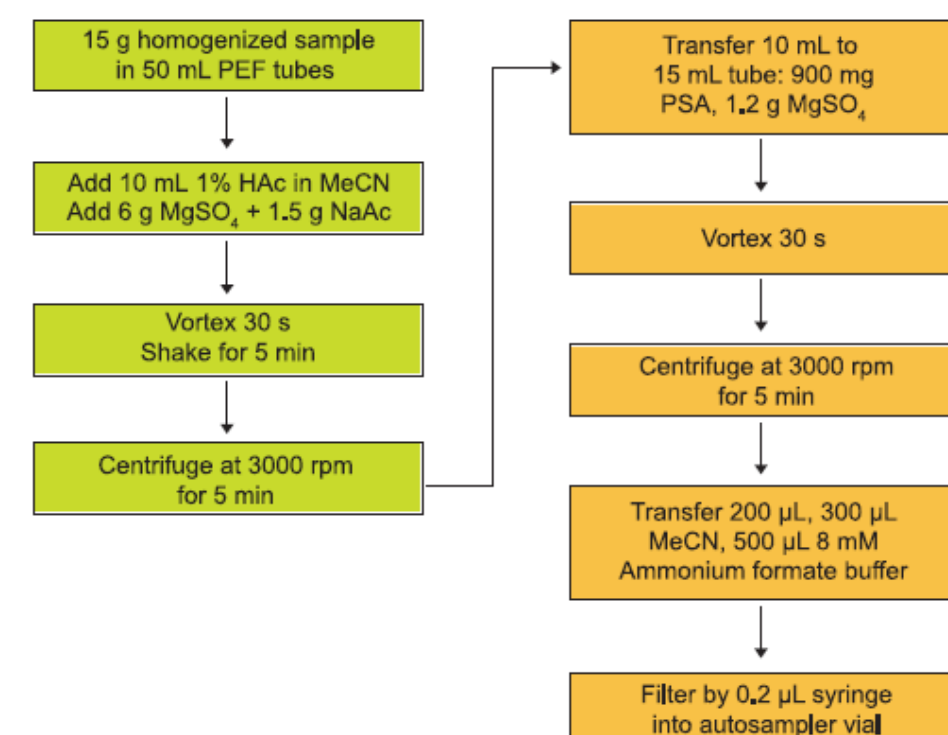 15 g homogenized sample
in 50 mL PEF tubes
Add 10 mL 1% HAc in MeCN
Add 6 g MgSO₄ + 1.5 g NaAc
Vortex 30 s
Shake for 5 min
Centrifuge at 3000 rpm
for 5 min
Transfer 10 mL to
15 mL tube: 900 mg
PSA, 1.2 g MgSO₄
Vortex 30 s
Centrifuge at 3000 rpm
for 5 min
Transfer 200 µL, 300 µL
MeCN, 500 µL 8 mM
Ammonium formate buffer
Filter by 0.2 µL syringe
into autosampler vial